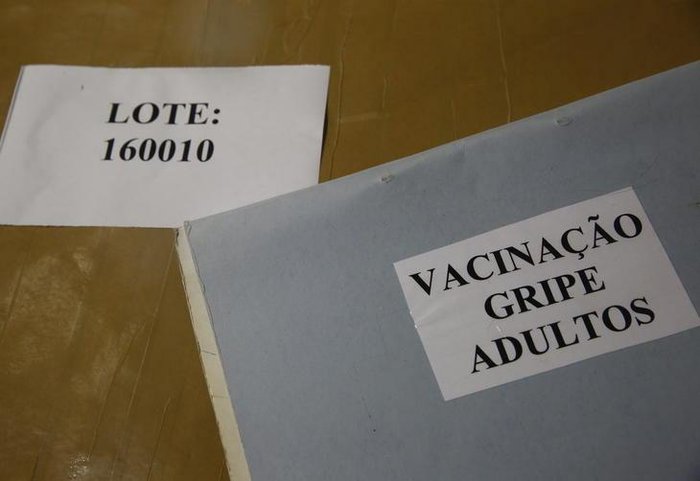 LOTE:
160010
VACINAÇÃO
GRIPE
ADULTOS